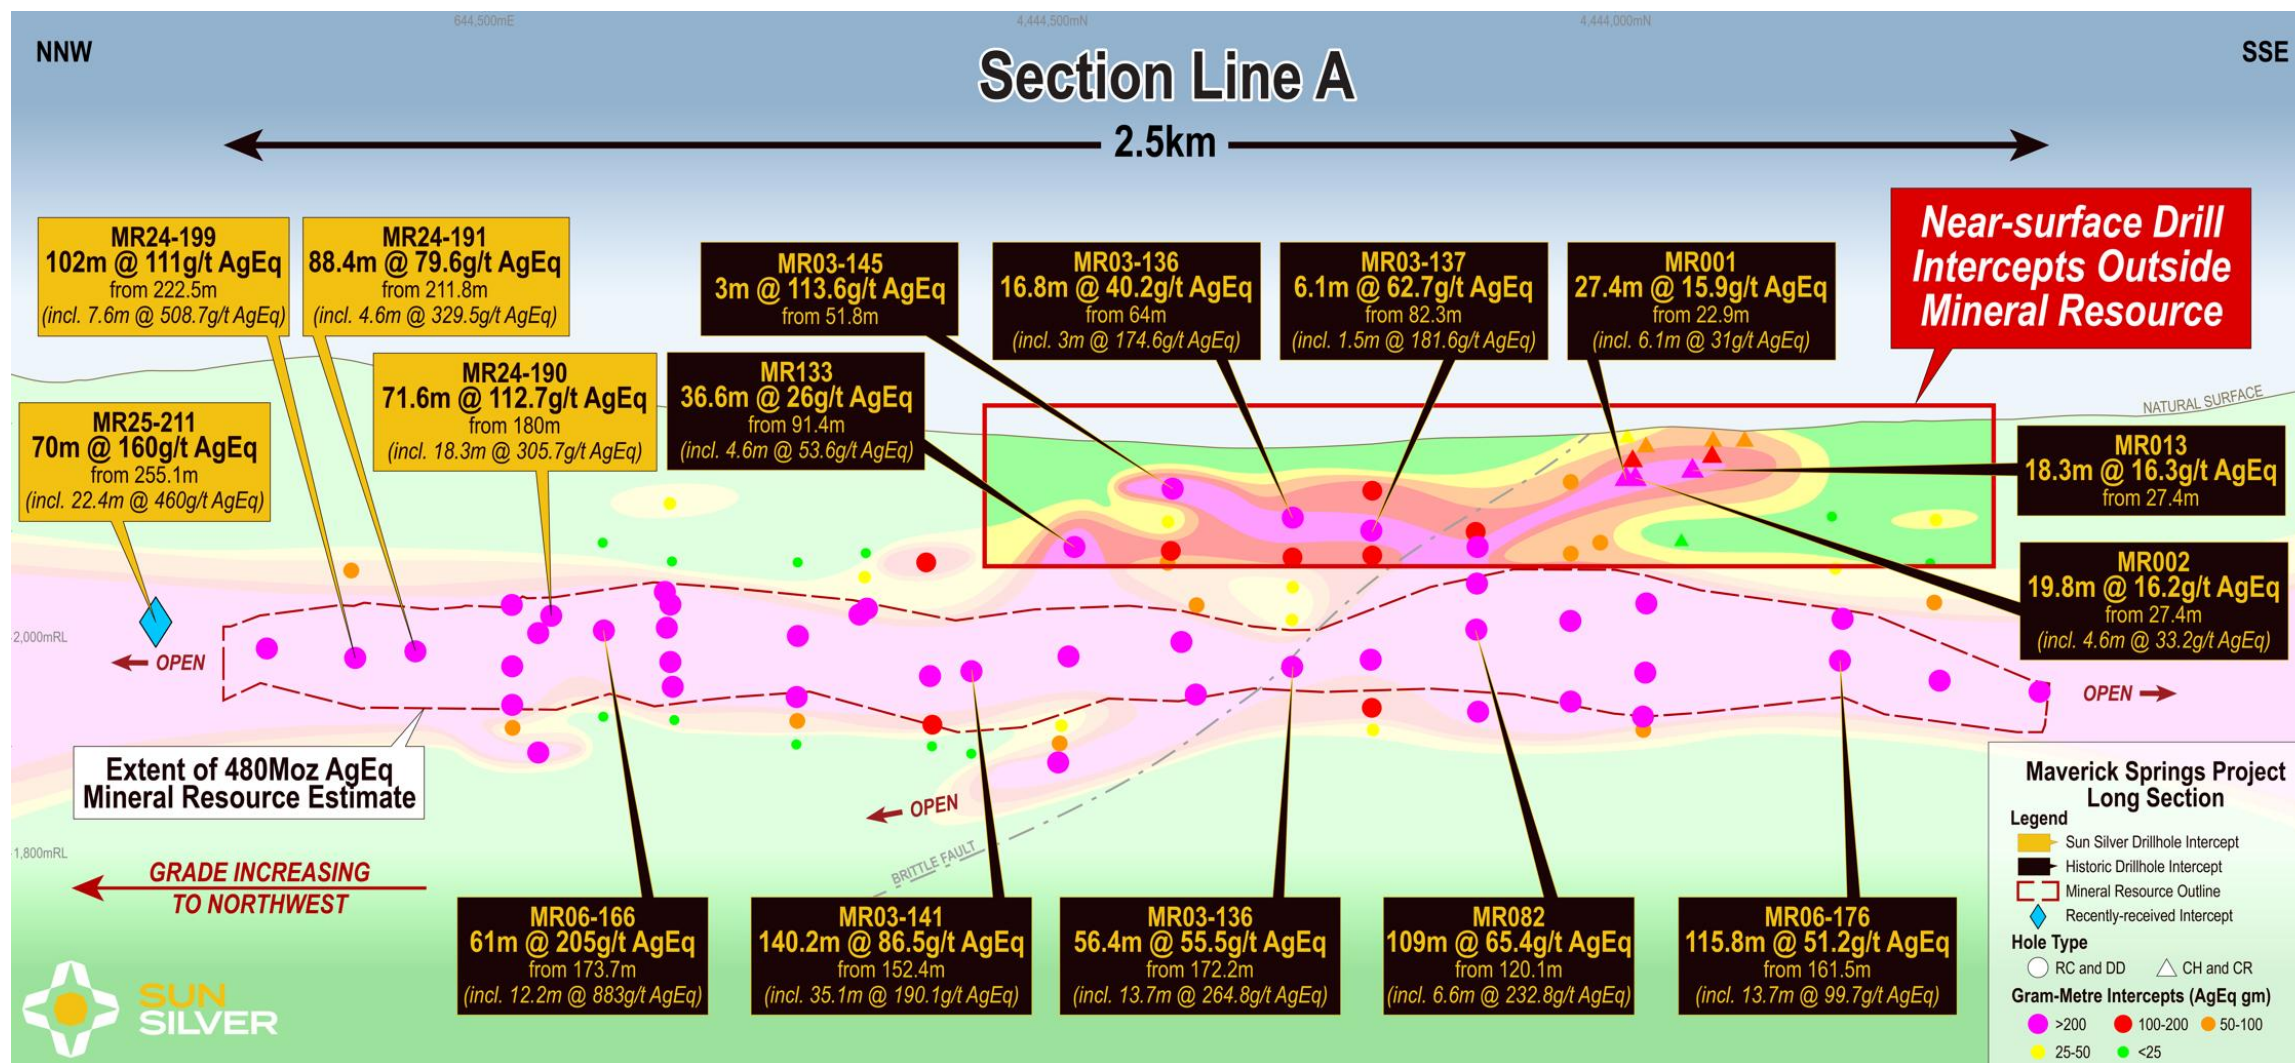 644,500mE
4,444,500mN
4,444,000mN
NNW
SSE
Section Line A
2.5km
Near-surface Drill
Intercepts Outside
Mineral Resource
MR24-199
102m @ 111g/t AgEq
from 222.5m
(incl. 7.6m @ 508.7g/t AgEq)
MR24-191
88.4m @ 79.6g/t AgEq
from 211.8m
(incl. 4.6m @ 329.5g/t AgEq)
MR03-145
3m @ 113.6g/t AgEq
from 51.8m
MR03-136
16.8m @ 40.2g/t AgEq
from 64m
(incl. 3m @ 174.6g/t AgEq)
MR03-137
6.1m @ 62.7g/t AgEq
from 82.3m
(incl. 1.5m @ 181.6g/t AgEq)
MR001
27.4m @ 15.9g/t AgEq
from 22.9m
(incl. 6.1m @ 31g/t AgEq)
MR24-190
71.6m @ 112.7g/t AgEq
from 180m
(incl. 18.3m @ 305.7g/t AgEq)
MR133
36.6m @ 26g/t AgEq
from 91.4m
(incl. 4.6m @ 53.6g/t AgEq)
NATURAL SURFACE
MR25-211
70m @ 160g/t AgEq
from 255.1m
(incl. 22.4m @ 460g/t AgEq)
MR013
18.3m @ 16.3g/t AgEq
from 27.4m
MR002
19.8m @ 16.2g/t AgEq
from 27.4m
(incl. 4.6m @ 33.2g/t AgEq)
2,000mRL
OPEN
OPEN
Extent of 480Moz AgEq
Mineral Resource Estimate
OPEN
1,800mRL
BRITTLE FAULT
GRADE INCREASING
TO NORTHWEST
MR06-166
61m @ 205g/t AgEq
from 173.7m
(incl. 12.2m @ 883g/t AgEq)
MR03-141
140.2m @ 86.5g/t AgEq
from 152.4m
(incl. 35.1m @ 190.1g/t AgEq)
MR03-136
56.4m @ 55.5g/t AgEq
from 172.2m
(incl. 13.7m @ 264.8g/t AgEq)
MR082
109m @ 65.4g/t AgEq
from 120.1m
(incl. 6.6m @ 232.8g/t AgEq)
MR06-176
115.8m @ 51.2g/t AgEq
from 161.5m
(incl. 13.7m @ 99.7g/t AgEq)
Maverick Springs Project
Long Section
Legend
Sun Silver Drillhole Intercept
Historic Drillhole Intercept
Mineral Resource Outline
Recently-received Intercept
Hole Type
RC and DD
CH and CR
Gram-Metre Intercepts (AgEq gm)
>200
100-200
50-100
25-50
<25
SUN
SILVER